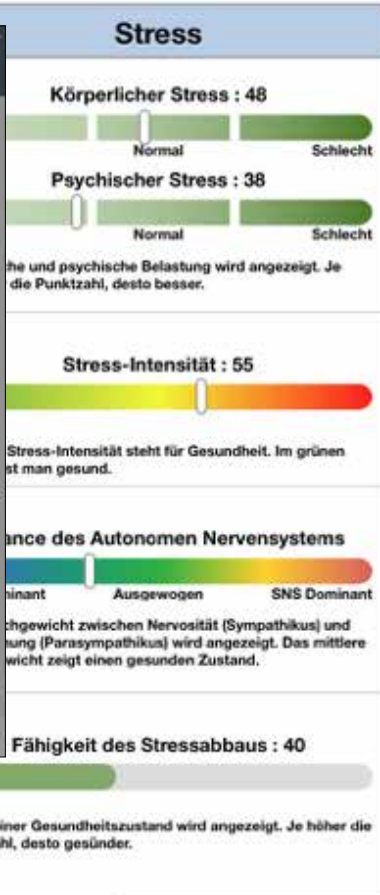 Stress
Körperlicher Stress : 48
Normal Schlecht
Psychischer Stress : 38
Normal Schlecht
und psychische Belastung wird angezeigt. Je
die Punktzahl, desto besser.
Stress-Intensität : 55
Stress-Intensität steht für Gesundheit. Im grünen
man gesund.
des Autonomen Nervensystems
Ausgewogen SNS Dominant
zwischen Nervosität (Sympathikus) und
(Parasympathikus) wird angezeigt. Das mittlere
zeigt einen gesunden Zustand.
Fähigkeit des Stressabbaus : 40
Gesundheitszustand wird angezeigt. Je höher die
desto gesünder.